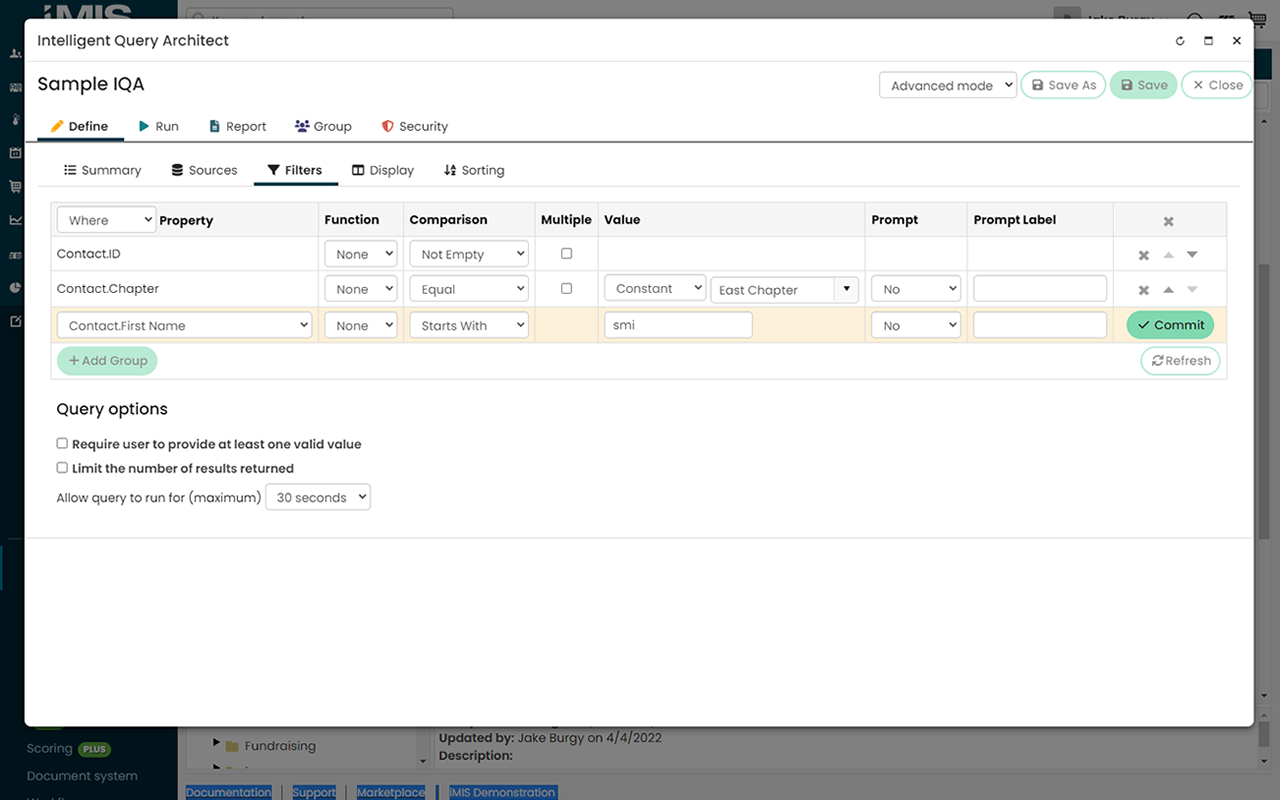 iMIS
Intelligent Query Architect
Sample IQA
Advanced mode
Save As
Save
Close
Define
Run
Report
Group
Security
Summary
Sources
Filters
Display
Sorting
Where
Property
Function
Comparison
Multiple
Value
Prompt
Prompt Label
Contact.ID
None
Not Empty
Contact.Chapter
None
Equal
Constant
East Chapter
No
Contact.First Name
None
Starts With
smi
No
Commit
+ Add Group
Refresh
Query options
Require user to provide at least one valid value
Limit the number of results returned
Allow query to run for (maximum) 30 seconds
Scoring PLUS
Document system
Fundraising
Updated by: Jake Burgy on 4/4/2022
Description:
Documentation | Support | Marketplace | iMIS Demonstration